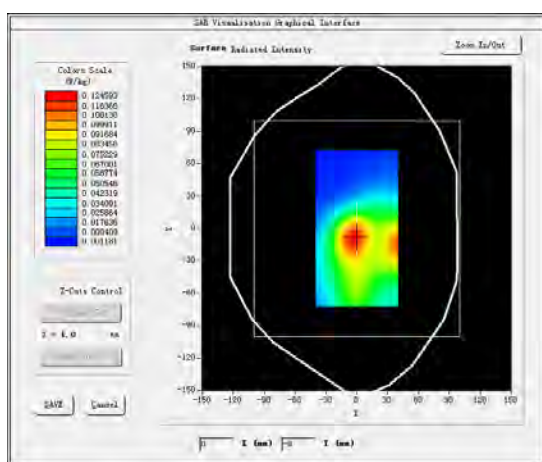 SAR Visualisation Graphical Interface
Surface Radiated Intensity
Zoom In/Out
Colors Scale
(W/kg)
0.124593
0.116366
0.108138
0.099911
0.091684
0.083456
0.075229
0.067001
0.058774
0.050546
0.042319
0.034091
0.025864
0.017636
0.009409
0.001181
150
120
90
60
30
0
-30
-60
-90
-120
-150
-150 -120 -90 -60 -30 0 30 60 90 120 150
X
Y
Z-Cuts Control
mm
SAVE
Cancel
X (mm)
Y (mm)